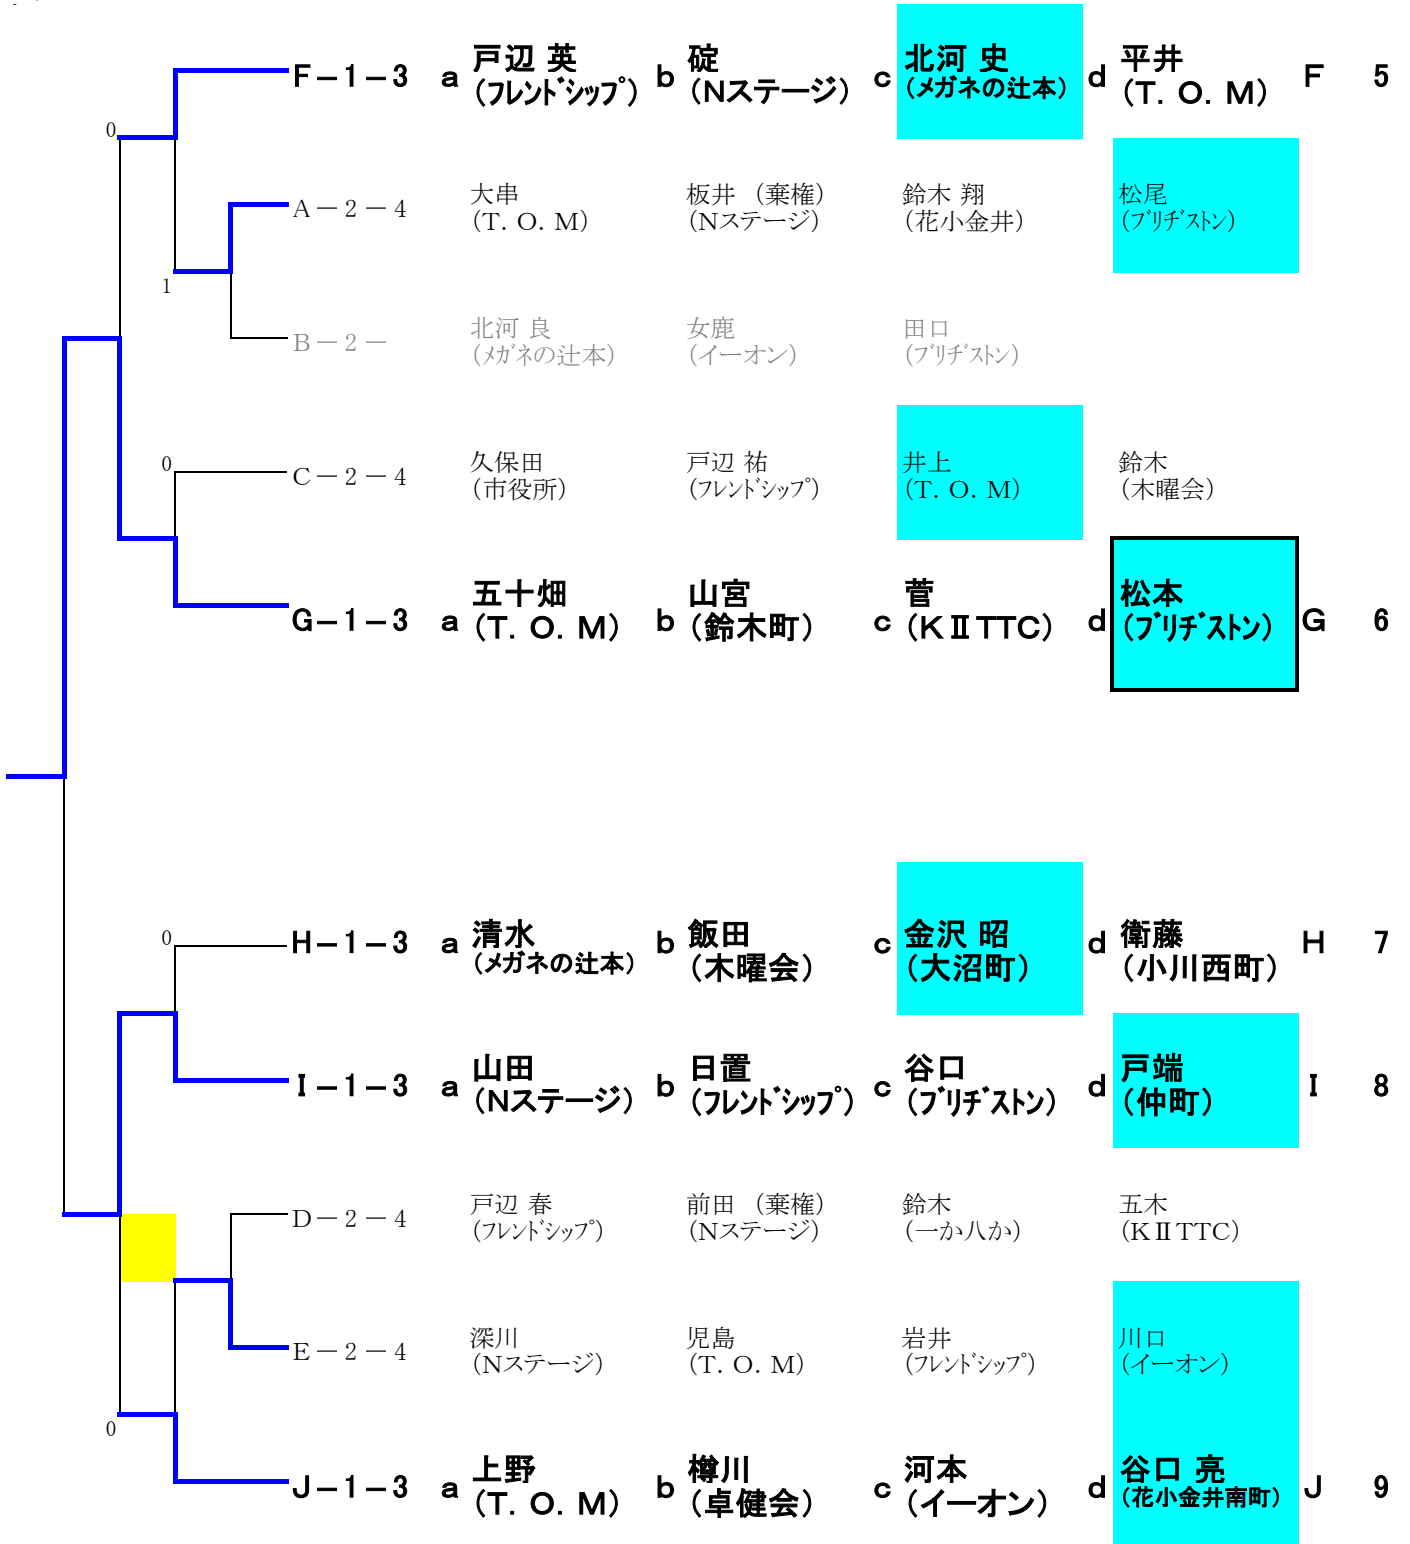 F－1－3 a 戸辺 英 b 碇 c 北河 史 d 平井 F 5
（ﾌﾚﾝﾄﾞｼｯﾌﾟ） （Nステージ） （メガネの辻本） （T．O．M）
0
A－2－4 大串 板井 （棄権） 鈴木 翔 松尾
（T．O．M） （Nステージ） （花小金井） （ﾌﾞﾘﾁﾞｽﾄﾝ）
1
B－2－ 北河 良 女鹿 田口
（ﾒｶﾞﾈの辻本） （イーオン） （ﾌﾞﾘﾁﾞｽﾄﾝ）
0
C－2－4 久保田 戸辺 祐 井上 鈴木
（市役所） （ﾌﾚﾝﾄﾞｼｯﾌﾟ） （T．O．M） （木曜会）
G－1－3 a 五十畑 b 山宮 c 菅 d 松本 G 6
（T．O．M） （鈴木町） （KⅡTTC） （ﾌﾞﾘﾁﾞｽﾄﾝ）
0
H－1－3 a 清水 b 飯田 c 金沢 昭 d 衛藤 H 7
（メガネの辻本） （木曜会） （大沼町） （小川西町）
I－1－3 a 山田 b 日置 c 谷口 d 戸端 I 8
（Nステージ） （ﾌﾚﾝﾄﾞｼｯﾌﾟ） （ﾌﾞﾘﾁﾞｽﾄﾝ） （仲町）
D－2－4 戸辺 春 前田 （棄権） 鈴木 五木
（ﾌﾚﾝﾄﾞｼｯﾌﾟ） （Nステージ） （一か八か） （KⅡTTC）
E－2－4 深川 児島 岩井 川口
（Nステージ） （T．O．M） （ﾌﾚﾝﾄﾞｼｯﾌﾟ） （イーオン）
0
J－1－3 a 上野 b 樽川 c 河本 d 谷口 亮 J 9
（T．O．M） （卓健会） （イーオン） （花小金井南町）